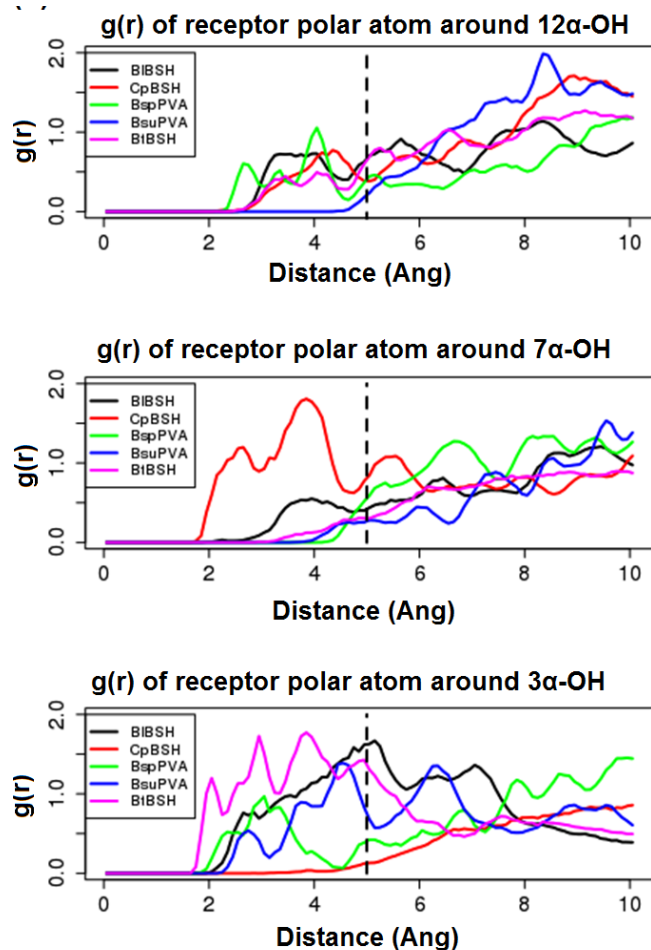 g(r) of receptor polar atom around 12α-OH
g(r)
2.0
1.0
0.0
BlBSH
CpBSH
BspPVA
BsuPVA
BtBSH
0 2 4 6 8 10
Distance (Ang)
g(r) of receptor polar atom around 7α-OH
g(r)
2.0
1.0
0.0
BlBSH
CpBSH
BspPVA
BsuPVA
BtBSH
0 2 4 6 8 10
Distance (Ang)
g(r) of receptor polar atom around 3α-OH
g(r)
2.0
1.0
0.0
BlBSH
CpBSH
BspPVA
BsuPVA
BtBSH
0 2 4 6 8 10
Distance (Ang)